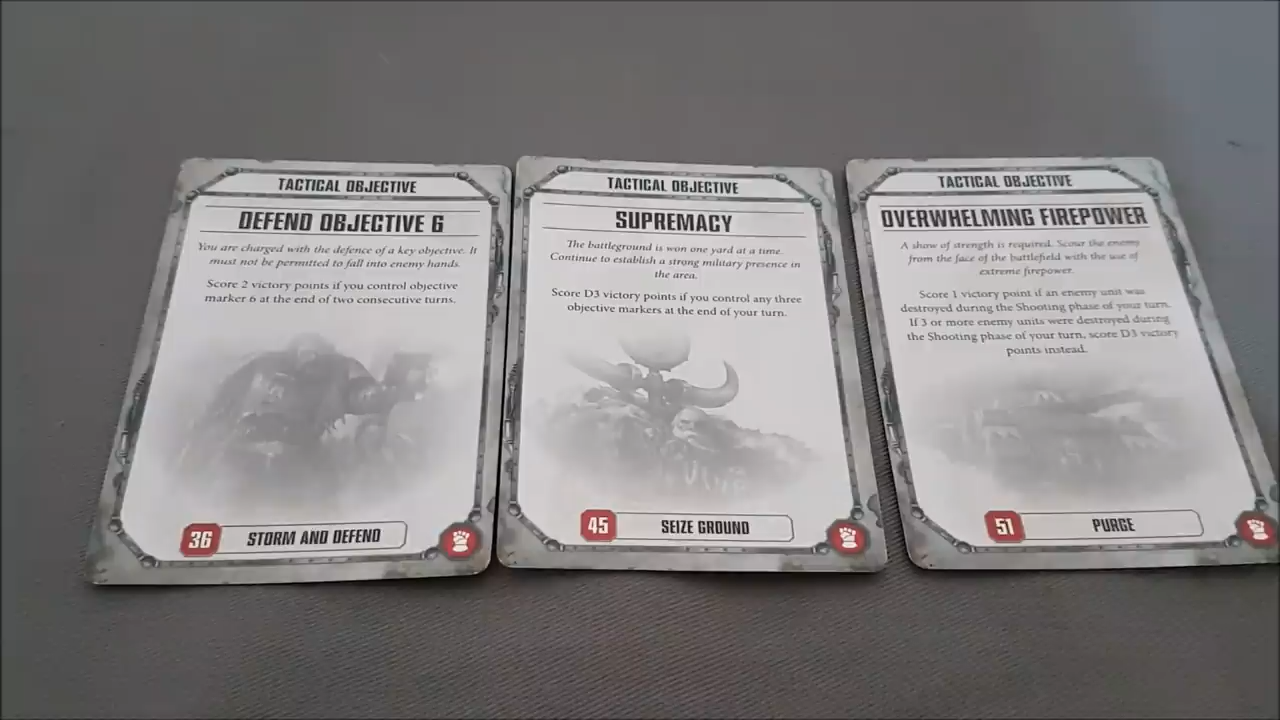 TACTICAL OBJECTIVE
DEFEND OBJECTIVE 6
You are charged with the defence of a key objective. It
must not be permitted to fall into enemy hands.
Score 2 victory points if you control objective
marker 6 at the end of two consecutive turns.
36
STORM AND DEFEND
TACTICAL OBJECTIVE
SUPREMACY
The battleground is won one yard at a time.
Continue to establish a strong military presence in
the area.
Score D3 victory points if you control any three
objective markers at the end of your turn.
45
SEIZE GROUND
TACTICAL OBJECTIVE
OVERWHELMING FIREPOWER
A show of strength is required. Scour the enemy
from the face of the battlefield with the use of
extreme firepower.
Score 1 victory point if an enemy unit was
destroyed during the Shooting phase of your turn.
If 3 or more enemy units were destroyed during
the Shooting phase of your turn, score D3 victory
points instead.
51
PURGE